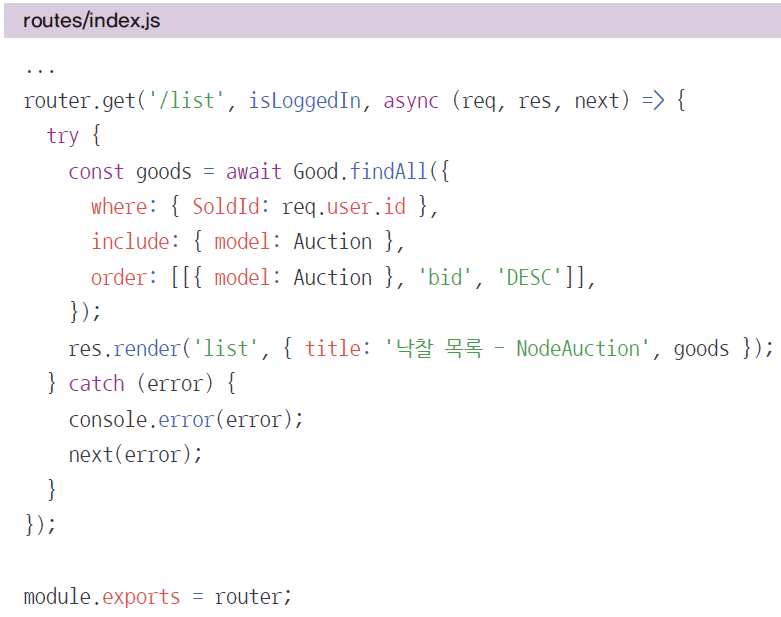 routes/index.js
...
router.get('/list', isLoggedIn, async (req, res, next) => {
  try {
    const goods = await Good.findAll({
      where: { SoldId: req.user.id },
      include: { model: Auction },
      order: [[{ model: Auction }, 'bid', 'DESC']],
    });
    res.render('list', { title: '낙찰 목록 - NodeAuction', goods });
  } catch (error) {
    console.error(error);
    next(error);
  }
});

module.exports = router;